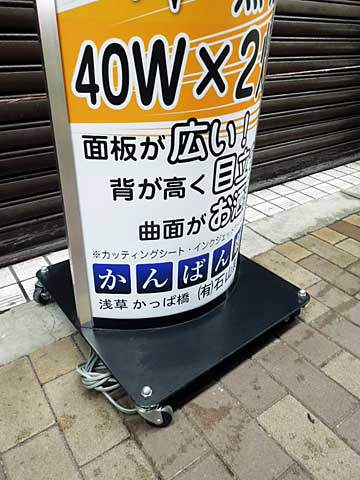 40W×2
面板が広い!
背が高く目立
曲面がお洒
※カッティングシート・インクジェット
かんばん
浅草 かっぱ橋 (有)石山